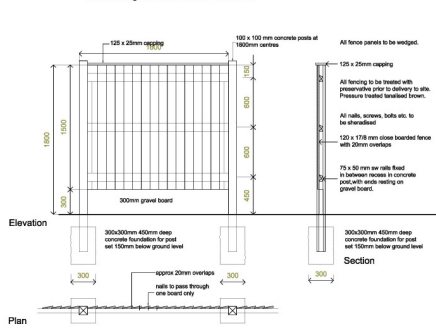 125 x 25mm capping
1800
100 x 100 mm concrete posts at
1800mm centres
All fence panels to be wedged.
125 x 25mm capping
All fencing to be treated with
preservative prior to delivery to site.
Pressure treated tanalised brown.
All nails, screws, bolts etc. to
be sheradised
120 x 17/8 mm close boarded fence
with 20mm overlaps
75 x 50 mm sw rails fixed
in between recess in concrete
post,with ends resting on
gravel board.
150
600
600
450
1800
1500
300
300mm gravel board
Elevation
300x300mm 450mm deep
concrete foundation for post
set 150mm below ground level
300
300
300x300mm 450mm deep
concrete foundation for post
set 150mm below ground level
Section
300
approx 20mm overlaps
nails to pass through
one board only
Plan